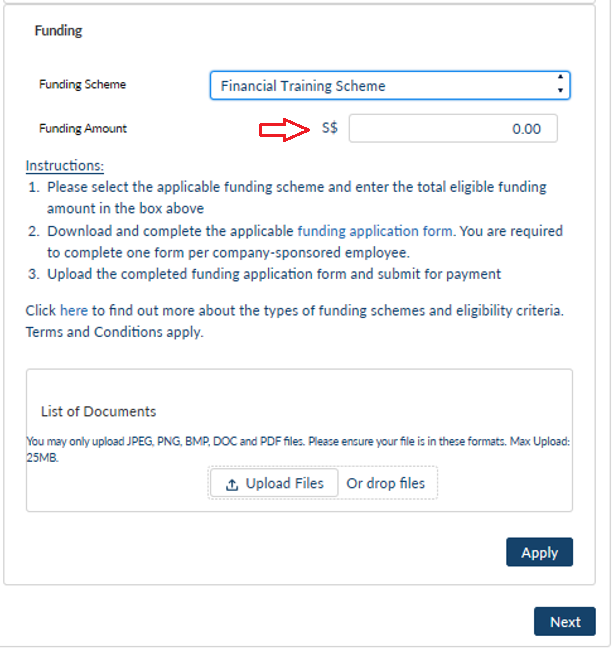 Funding
Funding Scheme
Financial Training Scheme
Funding Amount
S$
0.00
Instructions:
1. Please select the applicable funding scheme and enter the total eligible funding
amount in the box above
2. Download and complete the applicable funding application form. You are required
to complete one form per company-sponsored employee.
3. Upload the completed funding application form and submit for payment
Click here to find out more about the types of funding schemes and eligibility criteria.
Terms and Conditions apply.
List of Documents
You may only upload JPEG, PNG, BMP, DOC and PDF files. Please ensure your file is in these formats. Max Upload:
25MB.
Upload Files
Or drop files
Apply
Next